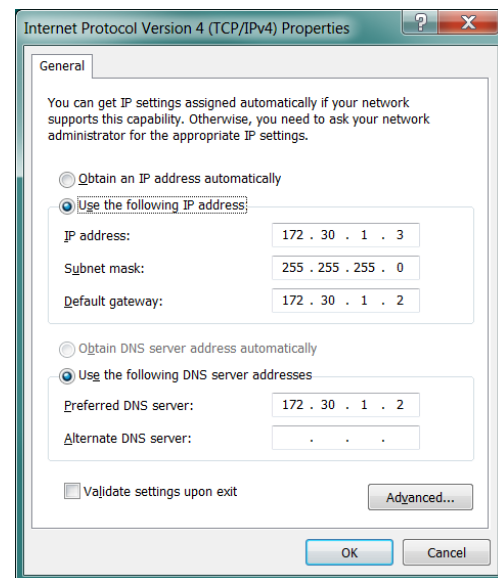 Internet Protocol Version 4 (TCP/IPv4) Properties
? X
General
You can get IP settings assigned automatically if your network
supports this capability. Otherwise, you need to ask your network
administrator for the appropriate IP settings.
Obtain an IP address automatically
Use the following IP address:
IP address: 172 . 30 . 1 . 3
Subnet mask: 255 . 255 . 255 . 0
Default gateway: 172 . 30 . 1 . 2
Obtain DNS server address automatically
Use the following DNS server addresses
Preferred DNS server: 172 . 30 . 1 . 2
Alternate DNS server: . . .
Validate settings upon exit
Advanced...
OK Cancel